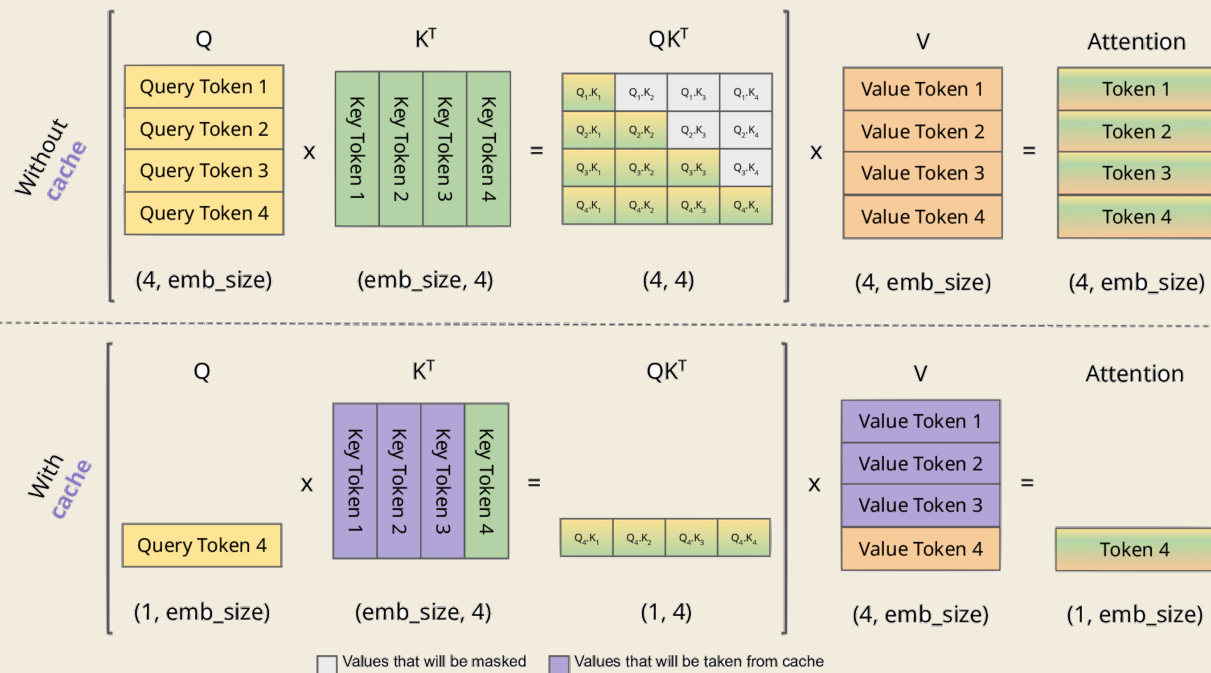 Without
cache
Q
K^T
QK^T
V
Attention
Query Token 1
Query Token 2
Query Token 3
Query Token 4
x
Key Token 1
Key Token 2
Key Token 3
Key Token 4
=
Q₁.K₁ Q₁.K₂ Q₁.K₃ Q₁.K₄
Q₂.K₁ Q₂.K₂ Q₂.K₃ Q₂.K₄
Q₃.K₁ Q₃.K₂ Q₃.K₃ Q₃.K₄
Q₄.K₁ Q₄.K₂ Q₄.K₃ Q₄.K₄
x
Value Token 1
Value Token 2
Value Token 3
Value Token 4
=
Token 1
Token 2
Token 3
Token 4
(4, emb_size)
(emb_size, 4)
(4, 4)
(4, emb_size)
(4, emb_size)
With
cache
Q
K^T
QK^T
V
Attention
Query Token 4
x
Key Token 1
Key Token 2
Key Token 3
Key Token 4
=
Q₄.K₁ Q₄.K₂ Q₄.K₃ Q₄.K₄
x
Value Token 1
Value Token 2
Value Token 3
Value Token 4
=
Token 4
(1, emb_size)
(emb_size, 4)
(1, 4)
(4, emb_size)
(1, emb_size)
Values that will be masked
Values that will be taken from cache